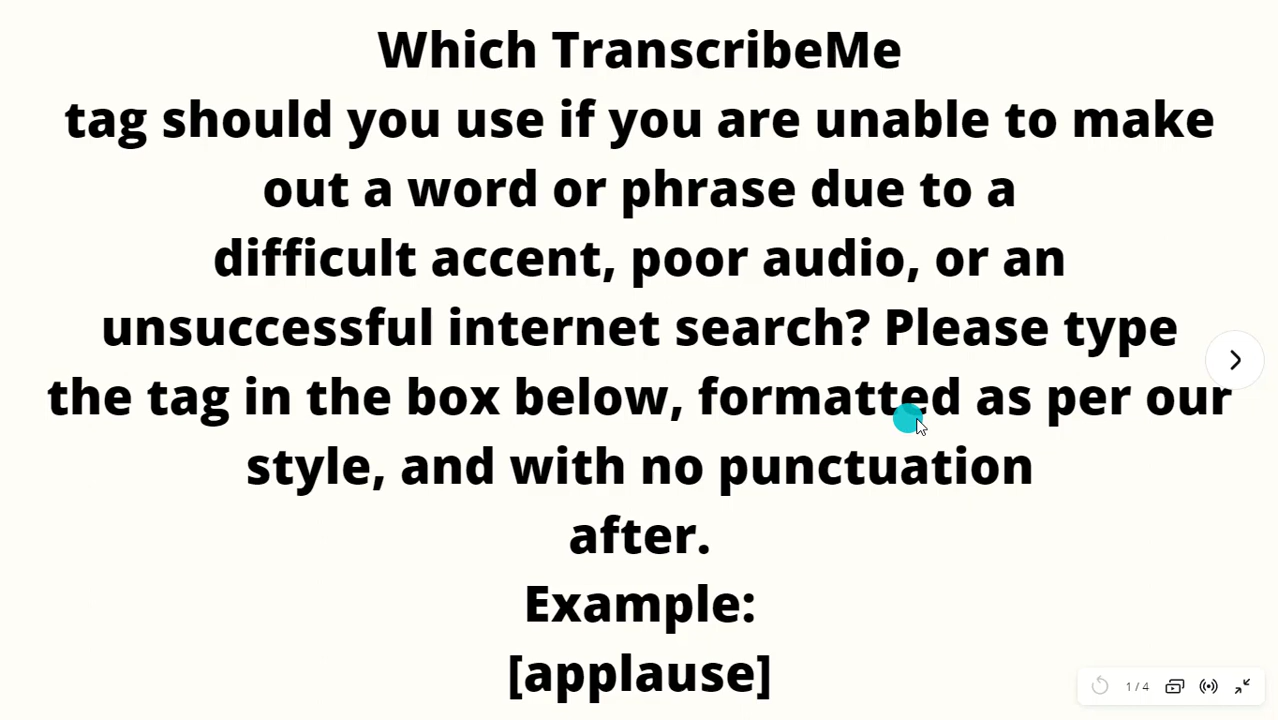 Which TranscribeMe
tag should you use if you are unable to make
out a word or phrase due to a
difficult accent, poor audio, or an
unsuccessful internet search? Please type
the tag in the box below, formatted as per our
style, and with no punctuation
after.
Example:
[applause]
1 / 4